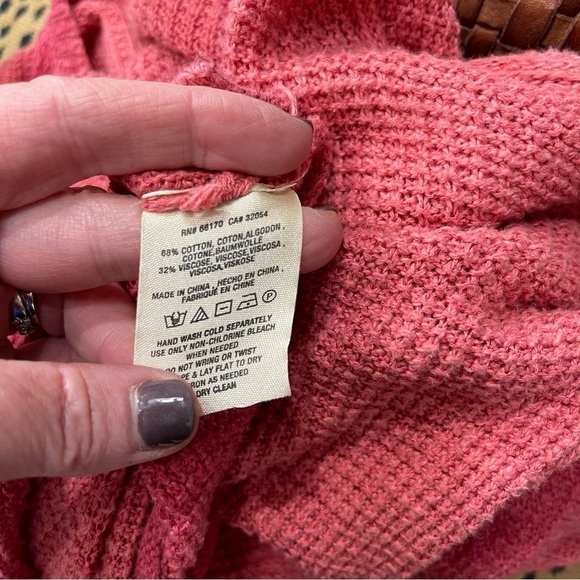 RN# 66170 CA# 32054
68% COTTON, COTON,ALGODON,
COTONE,BAUMWOLLE
32% VISCOSE, VISCOSE,VISCOSA,
VISCOSA,VISKOSE
MADE IN CHINA , HECHO EN CHINA ,
FABRIQUE EN CHINE
P
HAND WASH COLD SEPARATELY
USE ONLY NON-CHLORINE BLEACH
WHEN NEEDED
DO NOT WRING OR TWIST
& LAY FLAT TO DRY
AS NEEDED
DRY CLEAN